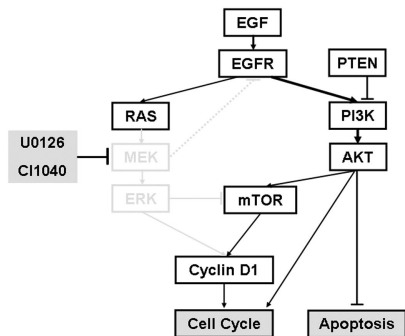 EGF
EGFR
PTEN
RAS
PI3K
U0126
CI1040
MEK
AKT
ERK
mTOR
Cyclin D1
Cell Cycle
Apoptosis